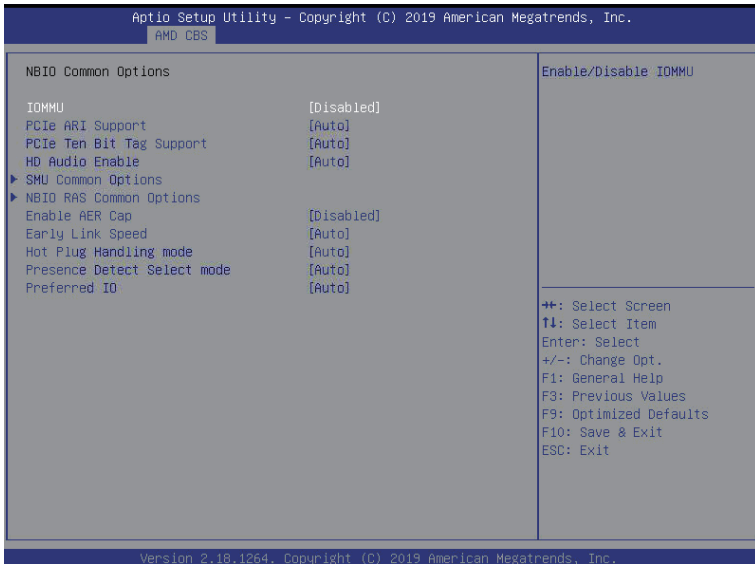 Aptio Setup Utility – Copyright (C) 2019 American Megatrends, Inc.
AMD CBS
NBIO Common Options
IOMMU [Disabled]
PCIe ARI Support [Auto]
PCIe Ten Bit Tag Support [Auto]
HD Audio Enable [Auto]
SMU Common Options
NBIO RAS Common Options
Enable AER Cap [Disabled]
Early Link Speed [Auto]
Hot Plug Handling mode [Auto]
Presence Detect Select mode [Auto]
Preferred IO [Auto]
Enable/Disable IOMMU
→←: Select Screen
↑↓: Select Item
Enter: Select
+/-: Change Opt.
F1: General Help
F3: Previous Values
F9: Optimized Defaults
F10: Save & Exit
ESC: Exit
Version 2.18.1264. Copyright (C) 2019 American Megatrends, Inc.